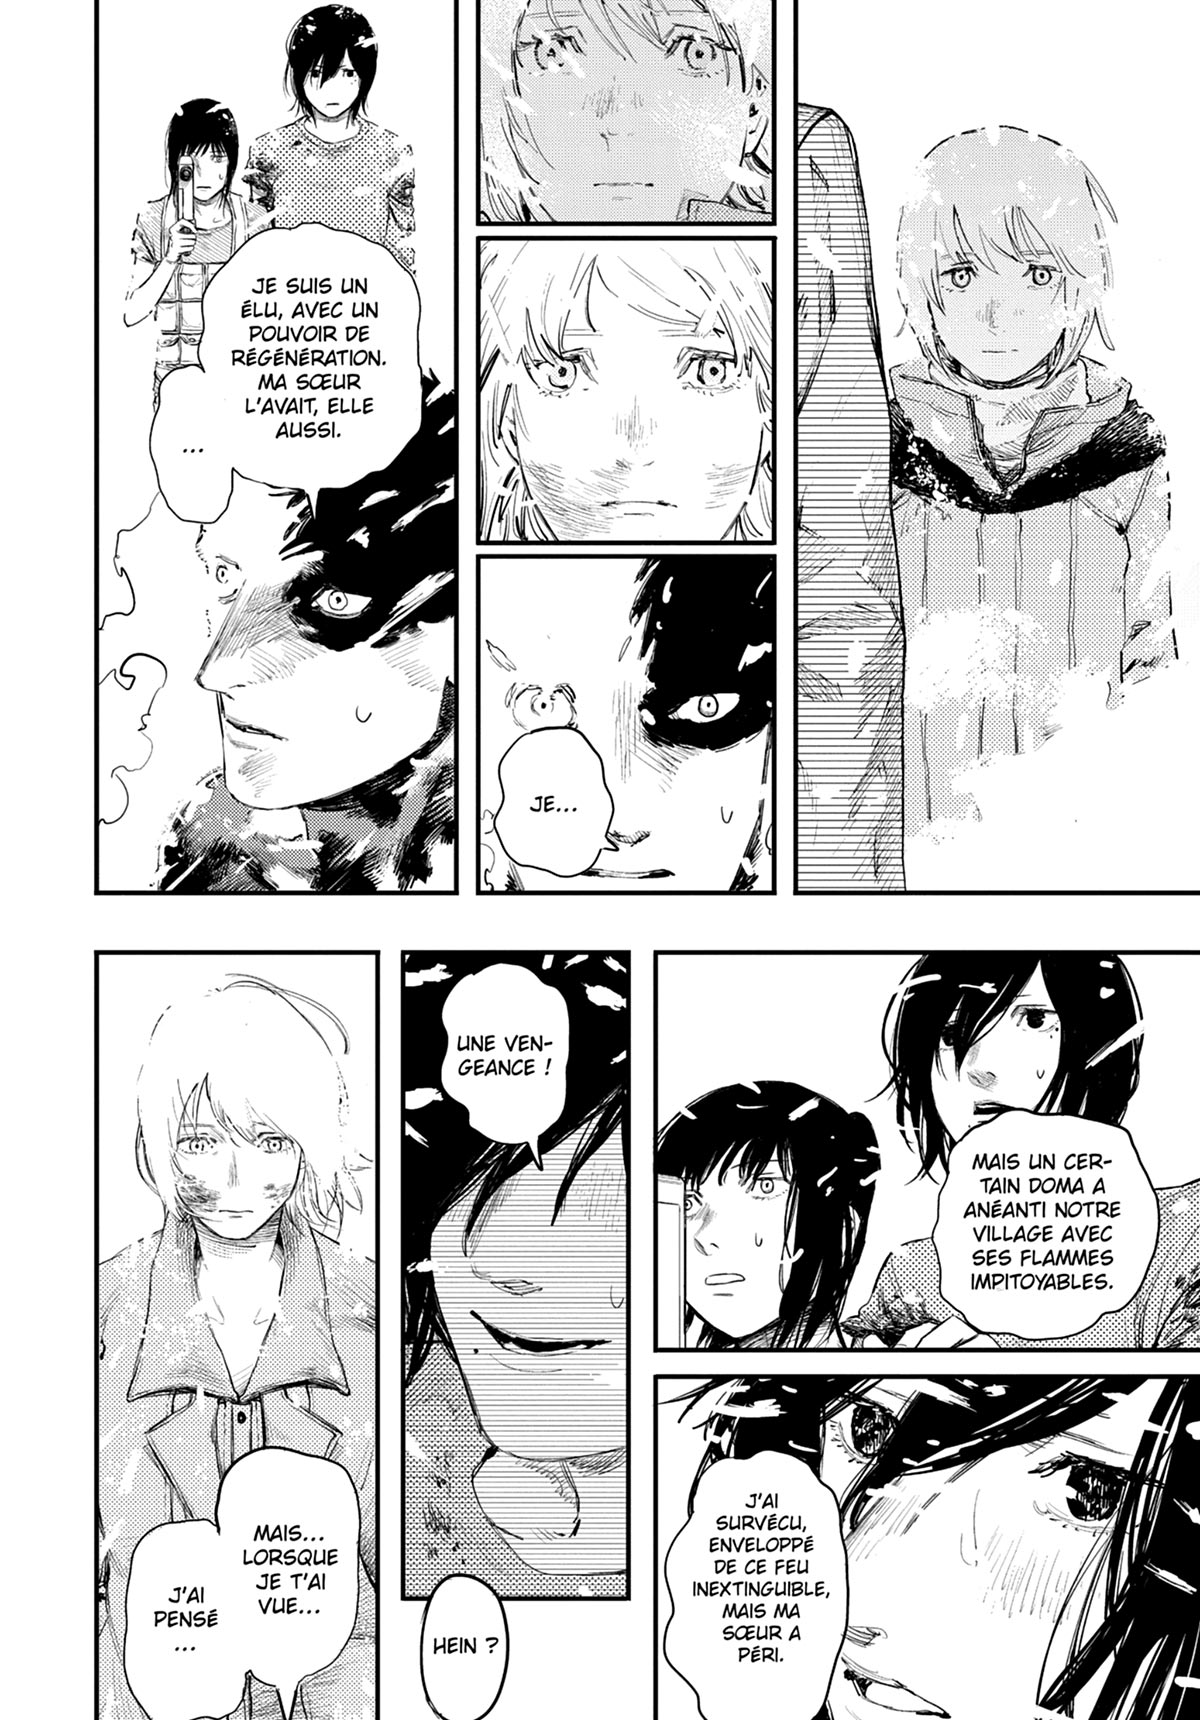 JE...
JE SUIS UN
ÉLU, AVEC UN
POUVOIR DE
RÉGÉNÉRATION.
MA SŒUR
L'AVAIT, ELLE
AUSSI.
...
MAIS UN CER-
TAIN DOMA A
ANÉANTI NOTRE
VILLAGE AVEC
SES FLAMMES
IMPITOYABLES.
J'AI
SURVÉCU,
ENVELOPPÉ
DE CE FEU
INEXTINGUIBLE,
MAIS MA
SŒUR A
PÉRI.
UNE VEN-
GEANCE !
HEIN ?
MAIS...
LORSQUE
JE T'AI
VUE...
J'AI
PENSÉ
...